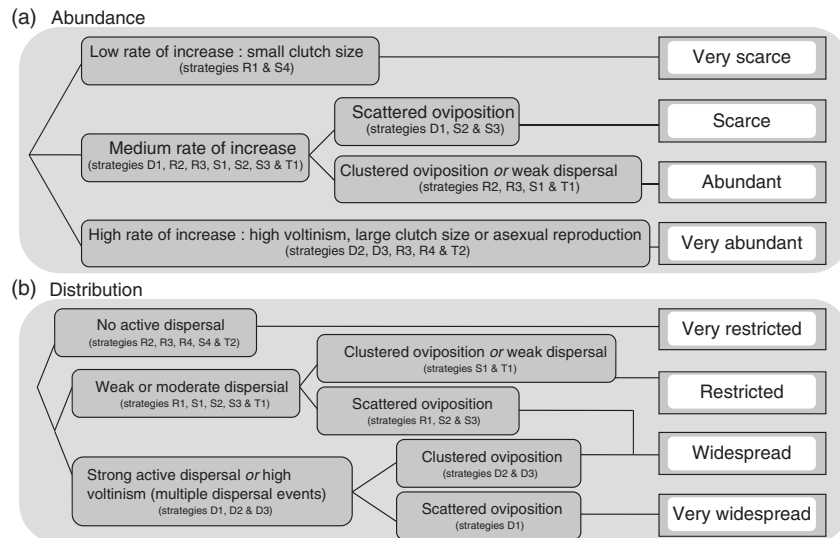 (a) Abundance
Low rate of increase : small clutch size
(strategies R1 & S4)
Very scarce
Scattered oviposition
(strategies D1, S2 & S3)
Scarce
Medium rate of increase
(strategies D1, R2, R3, S1, S2, S3 & T1)
Clustered oviposition or weak dispersal
(strategies R2, R3, S1 & T1)
Abundant
High rate of increase : high voltinism, large clutch size or asexual reproduction
(strategies D2, D3, R3, R4 & T2)
Very abundant
(b) Distribution
No active dispersal
(strategies R2, R3, R4, S4 & T2)
Very restricted
Clustered oviposition or weak dispersal
(strategies S1 & T1)
Restricted
Weak or moderate dispersial
(strategies R1, S1, S2, S3 & T1)
Scattered oviposition
(strategies R1, S2 & S3)
Widespread
Strong active dispersal or high
voltinism (multiple dispersal events)
(strategies D1, D2 & D3)
Clustered oviposition
(strategies D2 & D3)
Scattered oviposition
(strategies D1)
Very widespread